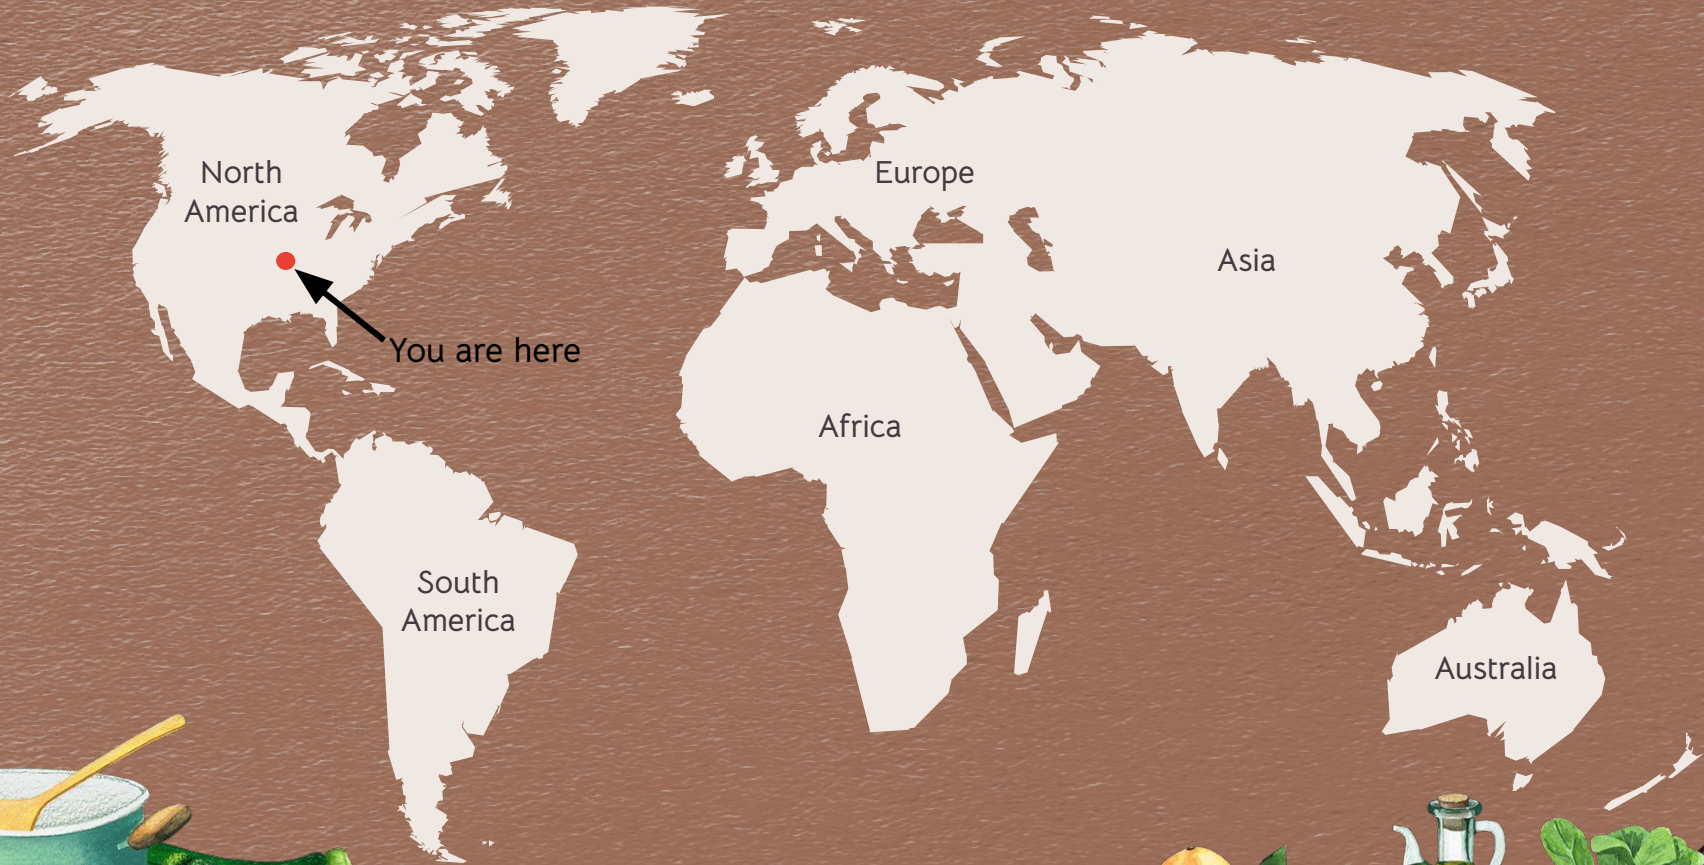 North
America
Europe
Asia
You are here
Africa
South
America
Australia